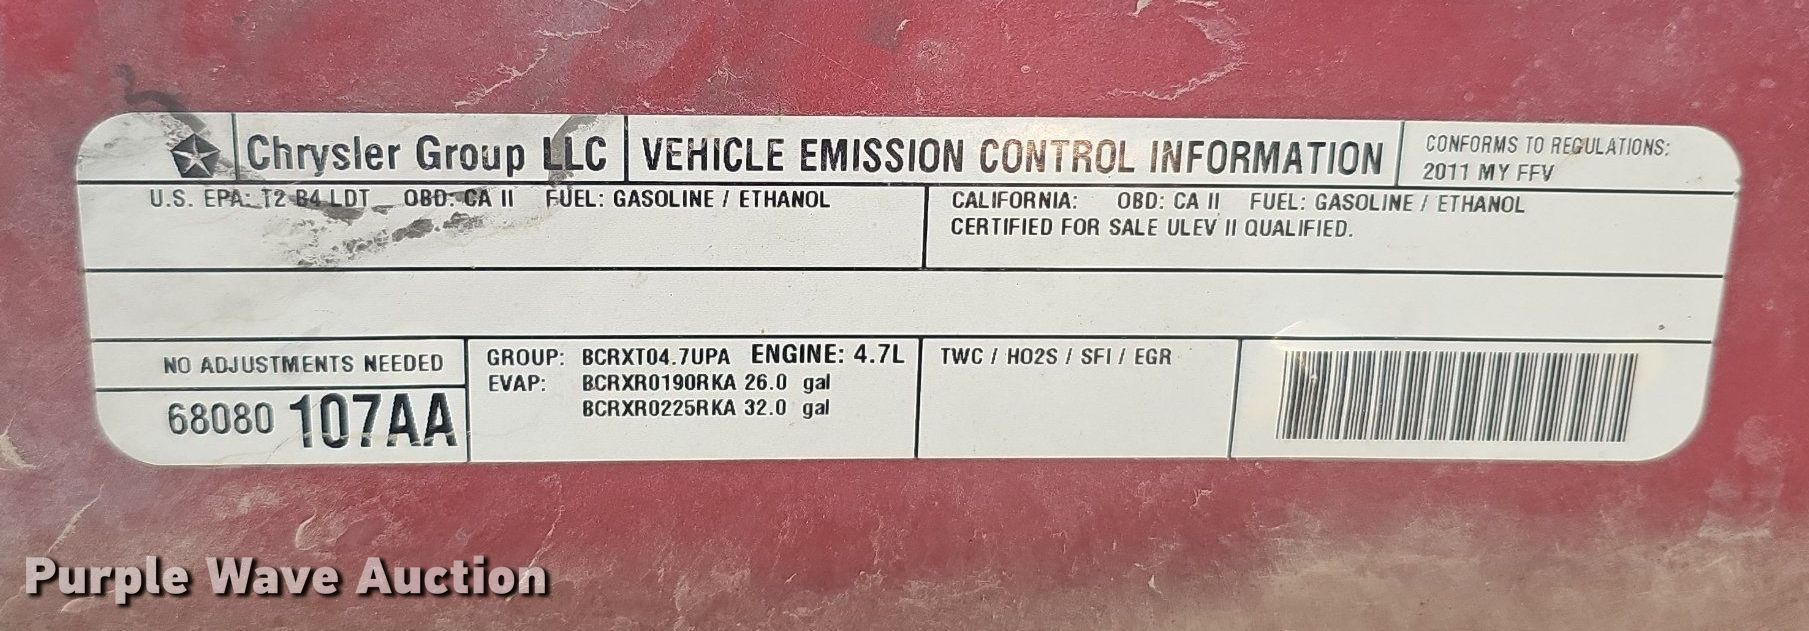 Chrysler Group LLC VEHICLE EMISSION CONTROL INFORMATION CONFORMS TO REGULATIONS:
2011 MY FFV
U.S. EPA: T2 B4 LDT OBD: CA II FUEL: GASOLINE / ETHANOL
CALIFORNIA: OBD: CA II FUEL: GASOLINE / ETHANOL
CERTIFIED FOR SALE ULEV II QUALIFIED.
NO ADJUSTMENTS NEEDED
68080 107AA
GROUP: BCRXT04.7UPA ENGINE: 4.7L
EVAP: BCRXR0190RKA 26.0 gal
BCRXR0225RKA 32.0 gal
TWC / HO2S / SFI / EGR
Purple Wave Auction